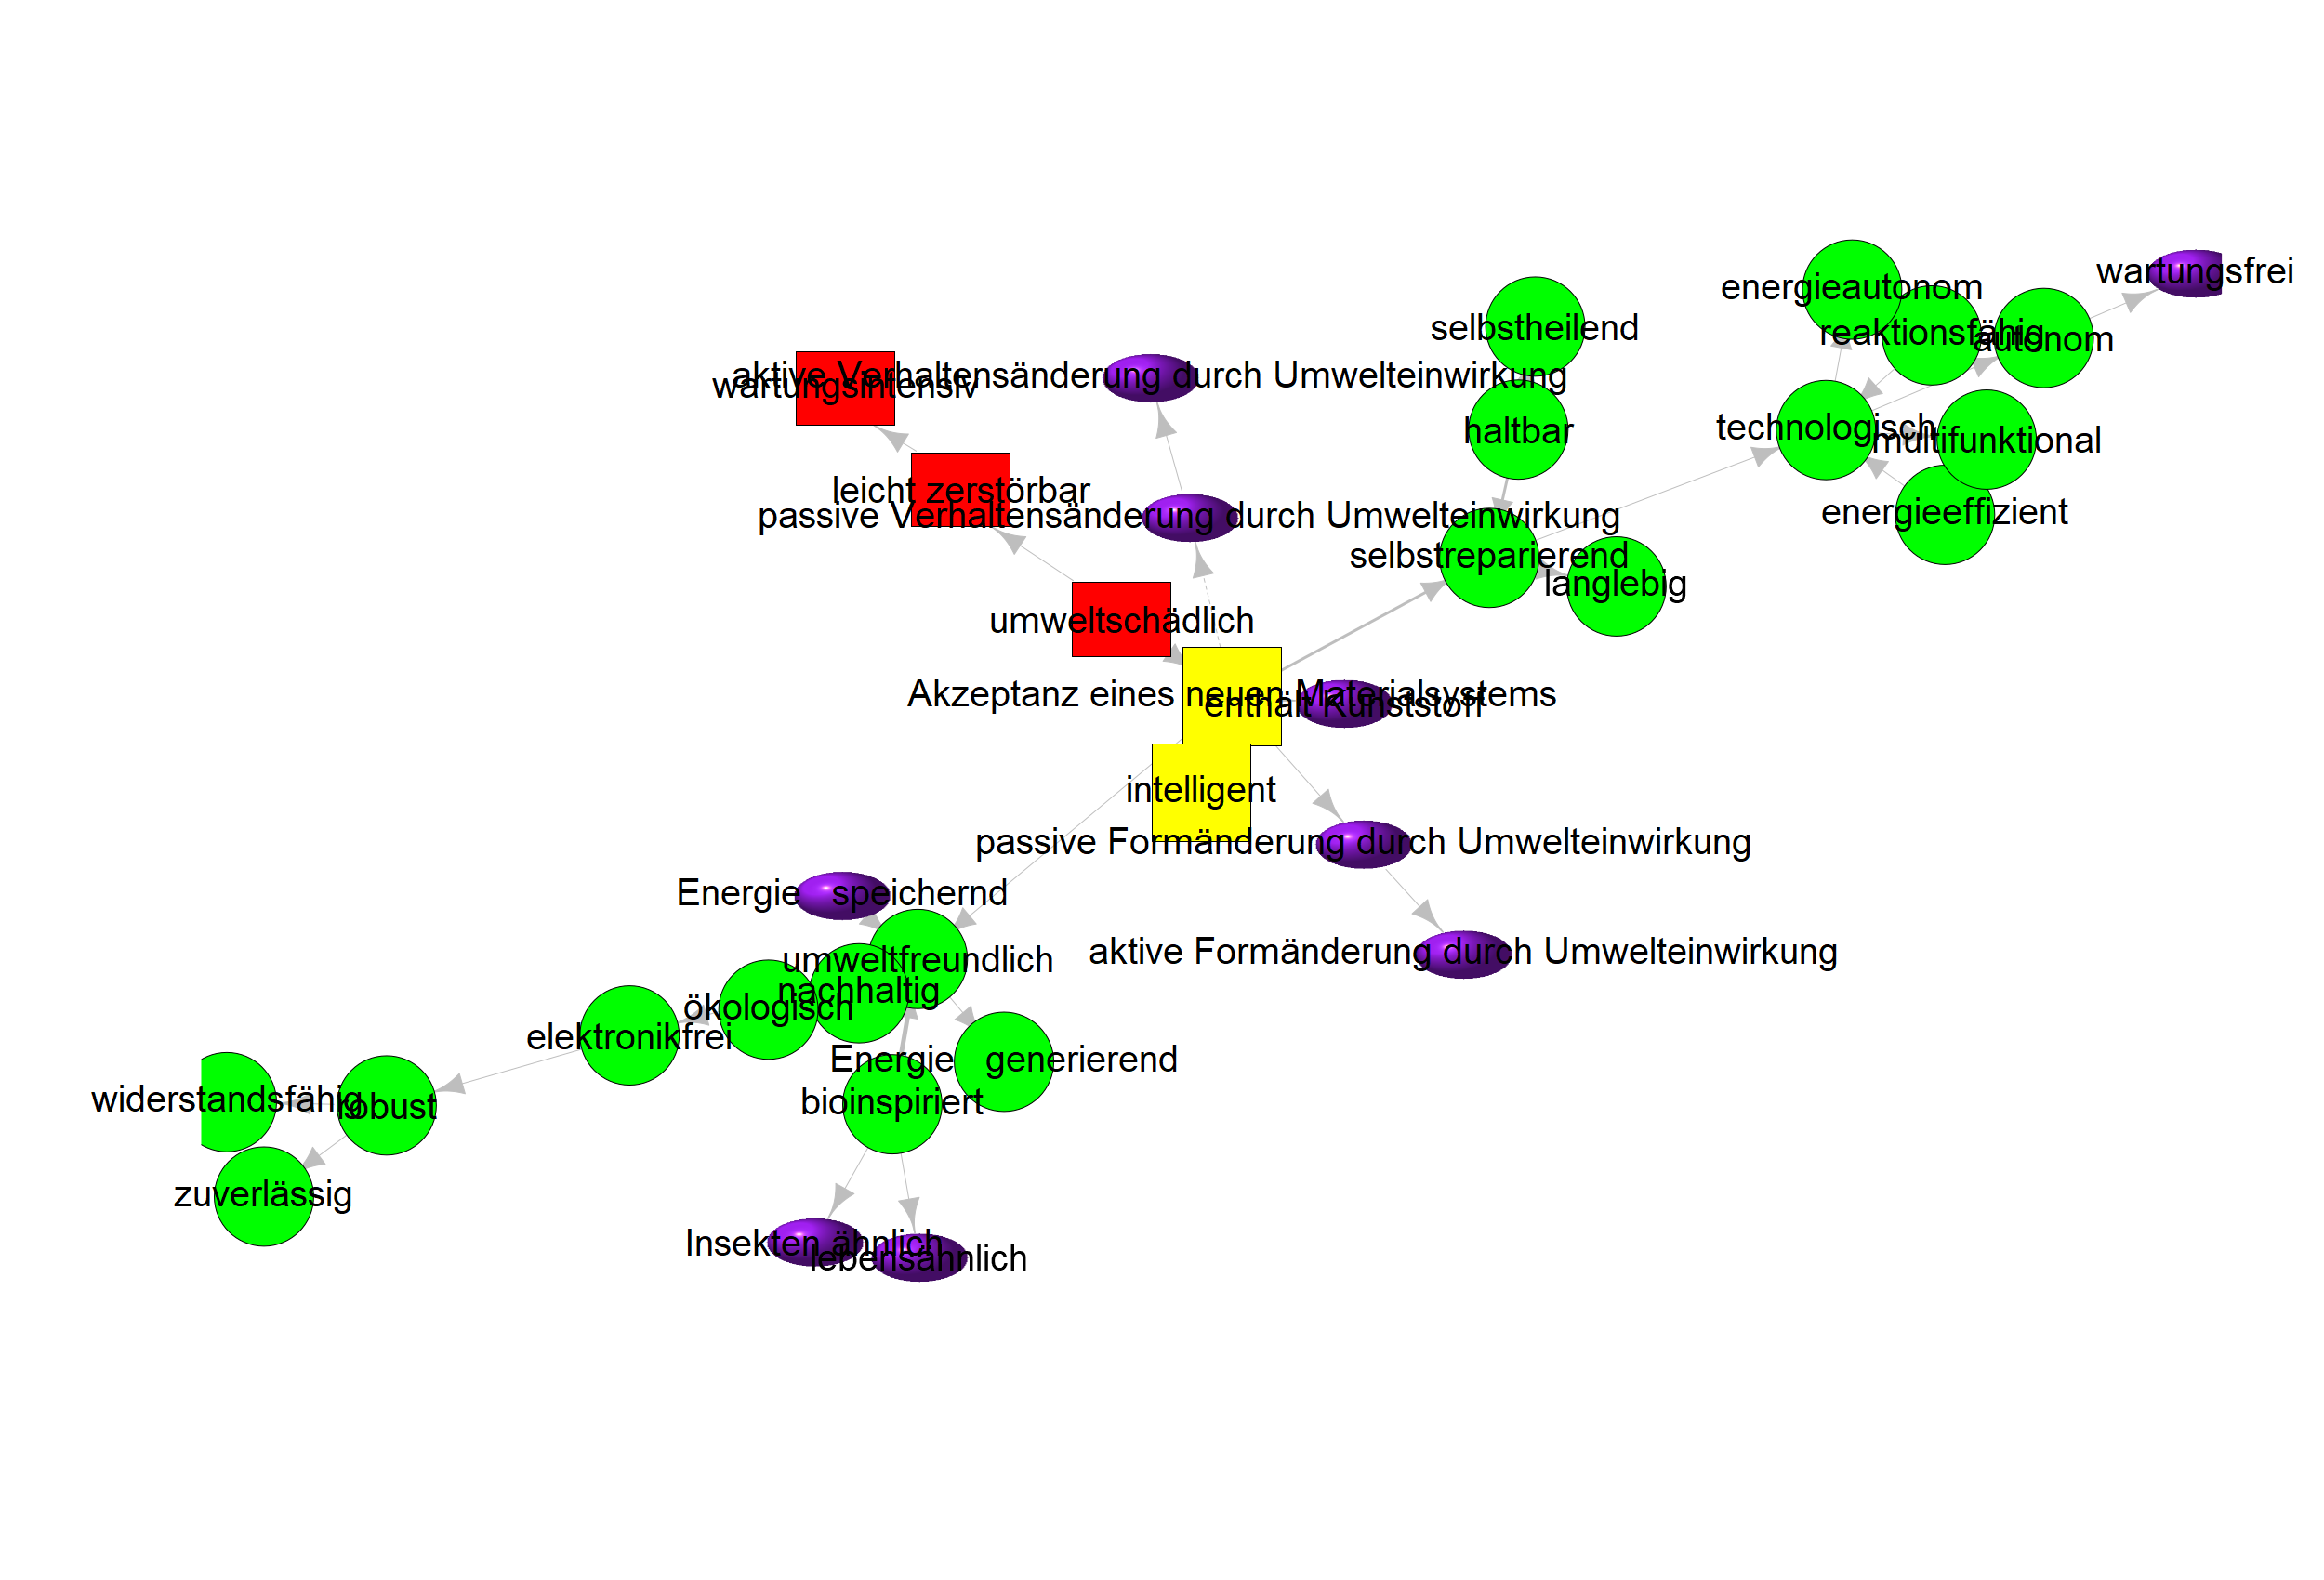 wartungsfrei
energieautonom
selbstheilend
reaktionsfähig
autonom
aktive Verhaltensänderung durch Umwelteinwirkung
wartungsintensiv
technologisch
haltbar
multifunktional
leicht zerstörbar
passive Verhaltensänderung durch Umwelteinwirkung
energieeffizient
selbstreparierend
langlebig
umweltschädlich
Akzeptanz eines neuen Materialsystems
enthält Kunststoff
intelligent
passive Formänderung durch Umwelteinwirkung
Energie speichernd
aktive Formänderung durch Umwelteinwirkung
umweltfreundlich
nachhaltig
ökologisch
elektronikfrei
Energie generierend
bioinspiriert
widerstandsfähig
robust
zuverlässig
Insekten ähnlich
lebensähnlich